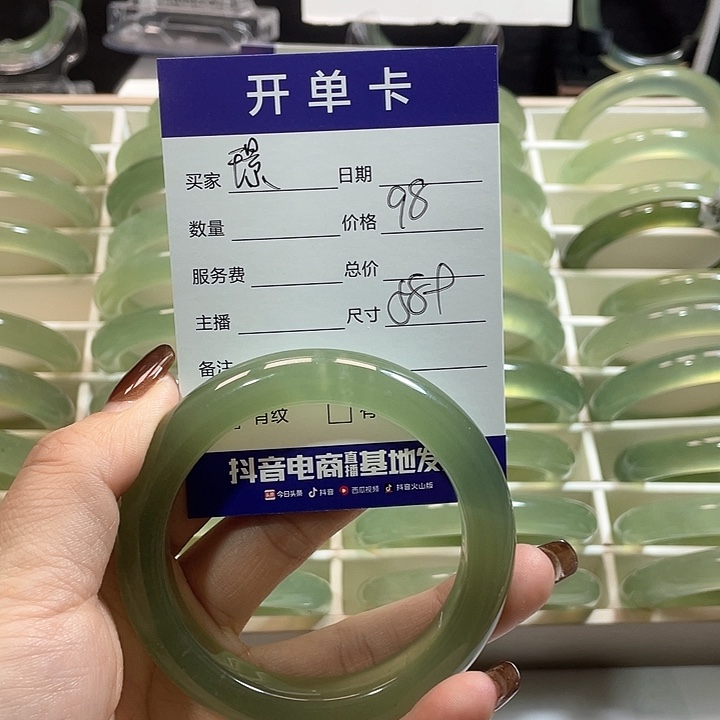 开单卡
买家 璟 日期
数量 价格 98
服务费 总价
主播 尺寸
备注
有纹 有
抖音电商直播基地发
今日头条 抖音 西瓜视频 抖音火山版